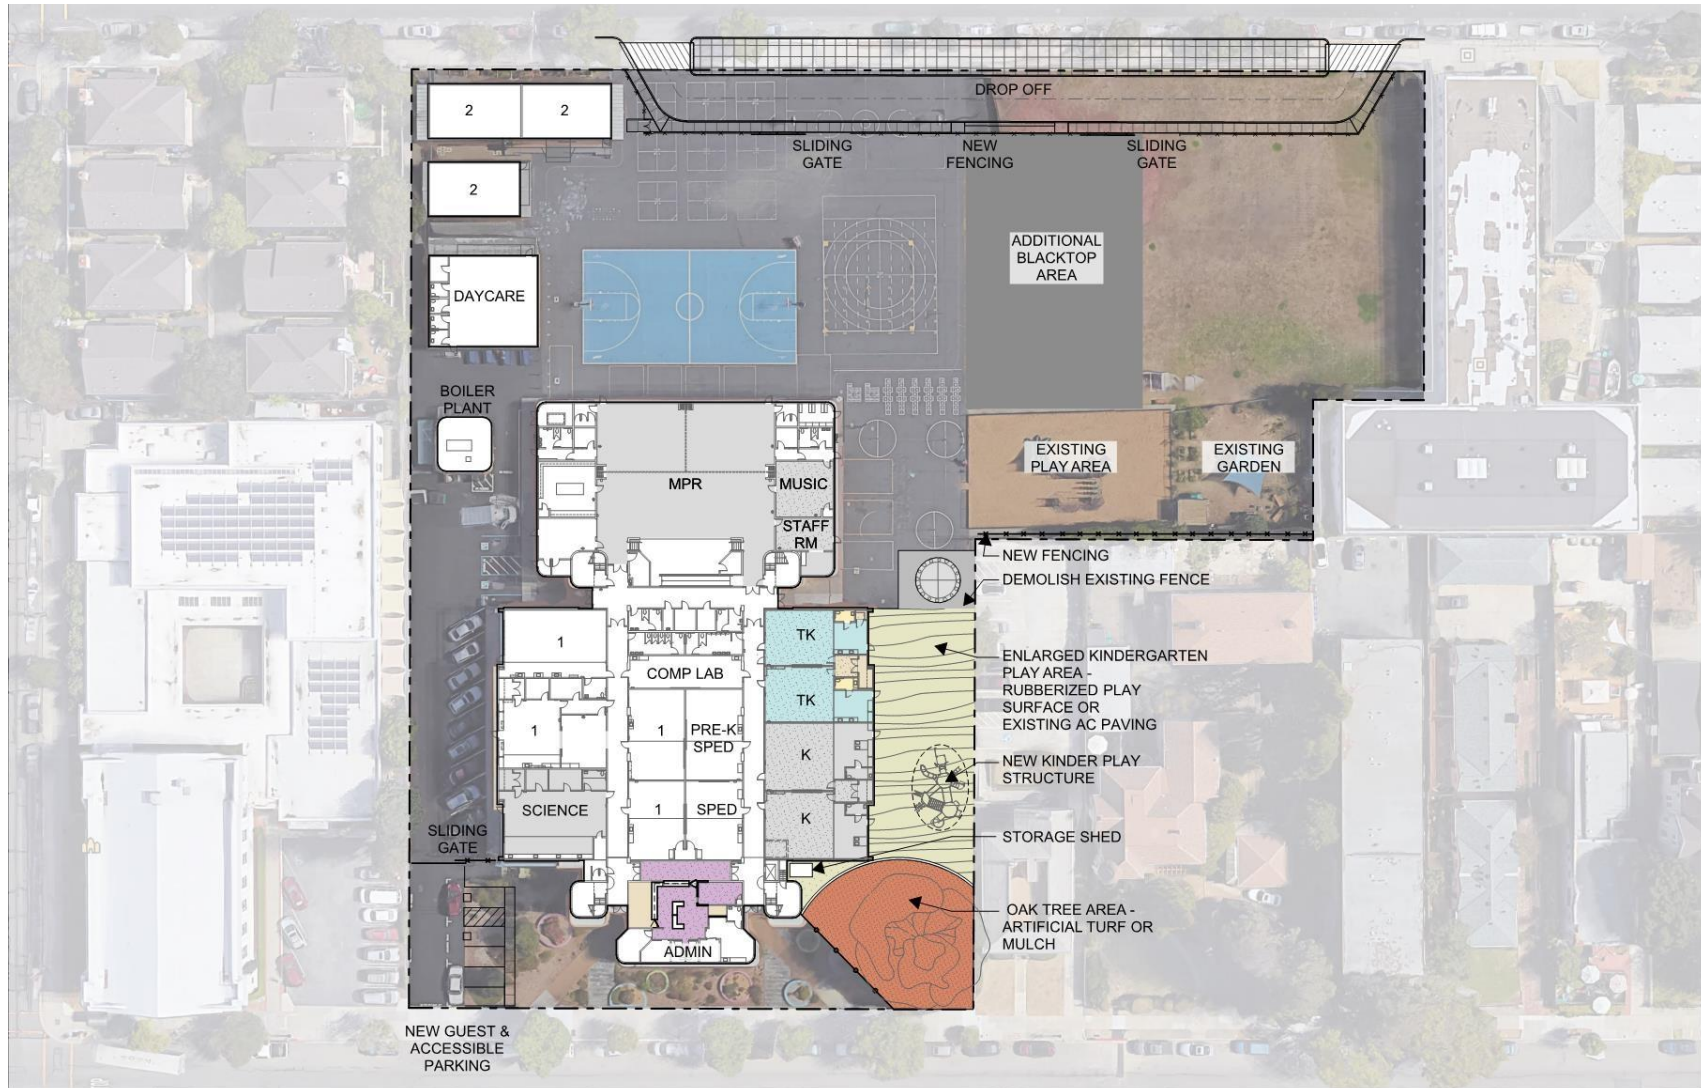 DROP OFF
2
2
SLIDING
GATE
NEW
FENCING
SLIDING
GATE
2
ADDITIONAL
BLACKTOP
AREA
DAYCARE
BOILER
PLANT
EXISTING
PLAY AREA
EXISTING
GARDEN
MPR
MUSIC
STAFF
RM
NEW FENCING
DEMOLISH EXISTING FENCE
1
TK
COMP LAB
ENLARGED KINDERGARTEN
PLAY AREA -
RUBBERIZED PLAY
SURFACE OR
EXISTING AC PAVING
TK
1
1
PRE-K
SPED
K
NEW KINDER PLAY
STRUCTURE
SCIENCE
1
SPED
K
SLIDING
GATE
STORAGE SHED
OAK TREE AREA -
ARTIFICIAL TURF OR
MULCH
ADMIN
NEW GUEST &
ACCESSIBLE
PARKING